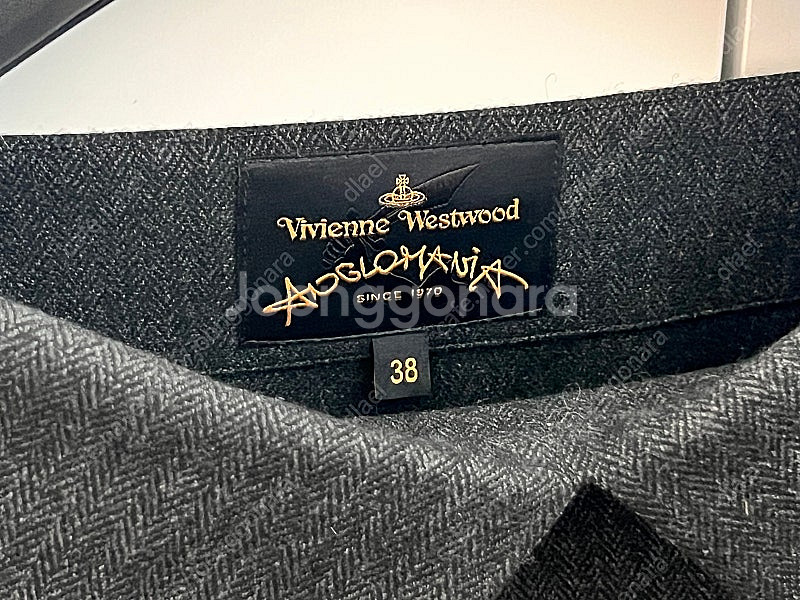 Vivienne Westwood
ANGLOMANIA
Joonggonara
SINCE 1970
38